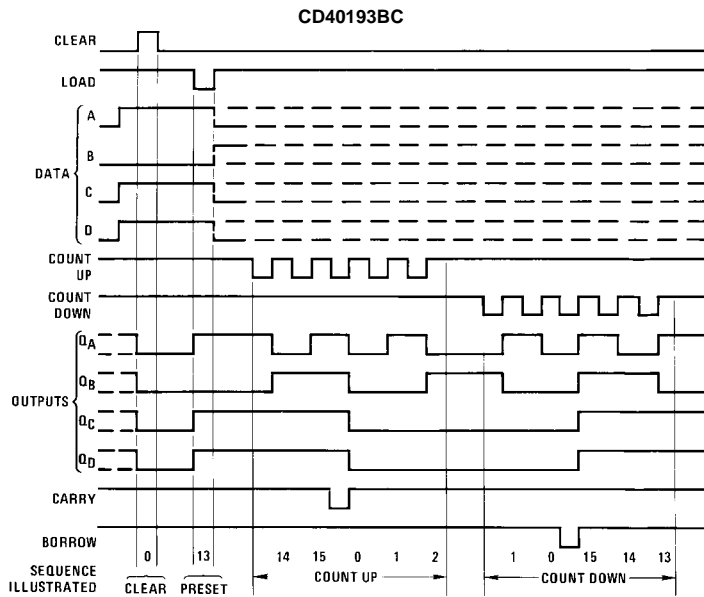 CD40193BC
CLEAR
LOAD
A
B
DATA
C
D
COUNT
UP
COUNT
DOWN
QA
QB
OUTPUTS
QC
QD
CARRY
BORROW
0 13 14 15 0 1 2 1 0 15 14 13
SEQUENCE
ILLUSTRATED
CLEAR PRESET COUNT UP COUNT DOWN